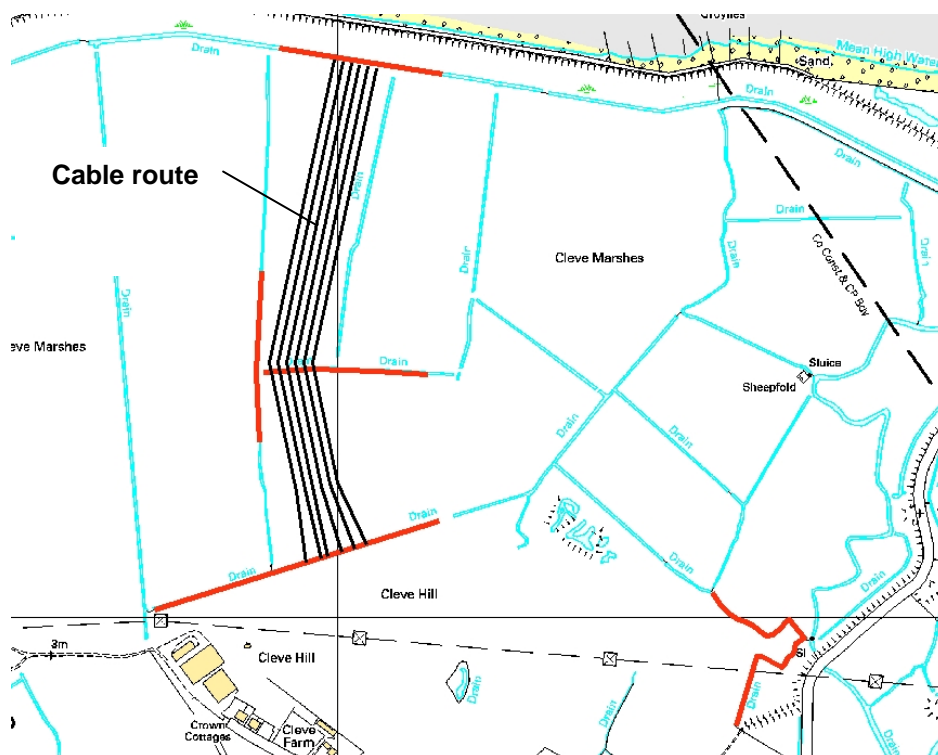 Groynes
Drain
Mean High Water
Sand
Drain
Cable route
Drain
Drain
Drain
Drain
Drain
Drain
Cleve Marshes
Co Const & CP Bdy
Drain
Drain
eve Marshes
Drain
Sluice
Sheepfold
Drain
Drain
Drain
Drain
Drain
Cleve Hill
3m
Cleve Hill
Sl
Drain
Drain
Crown
Cottages
Cleve
Farm